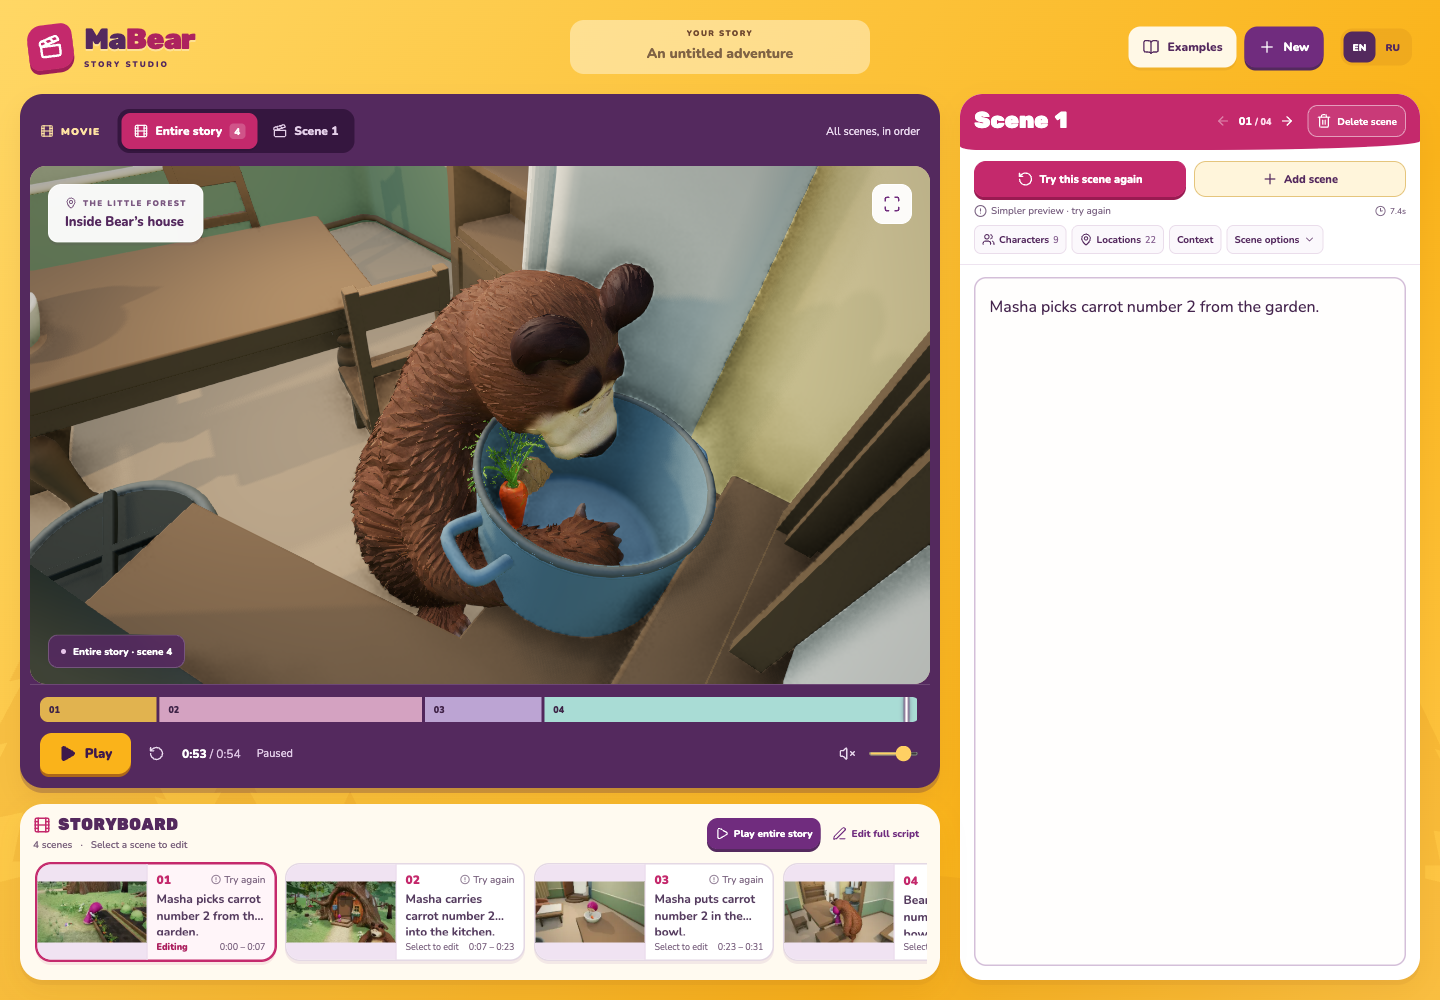 MaBear
STORY STUDIO
YOUR STORY
An untitled adventure
Examples
New
EN
RU
MOVIE
Entire story 4
Scene 1
All scenes, in order
THE LITTLE FOREST
Inside Bear's house
Entire story · scene 4
01
02
03
04
Play
0:53 / 0:54
Paused
STORYBOARD
4 scenes · Select a scene to edit
Play entire story
Edit full script
01
Try again
Masha picks carrot
number 2 from th...
garden.
Editing
0:00 – 0:07
02
Try again
Masha carries
carrot number 2...
into the kitchen.
Select to edit
0:07 – 0:23
03
Try again
Masha puts carrot
number 2 in the...
bowl.
Select to edit
0:23 – 0:31
04
Bear
num
bow
Select
Scene 1
01 / 04
Delete scene
Try this scene again
Add scene
Simpler preview · try again
7.4s
Characters 9
Locations 22
Context
Scene options
Masha picks carrot number 2 from the garden.